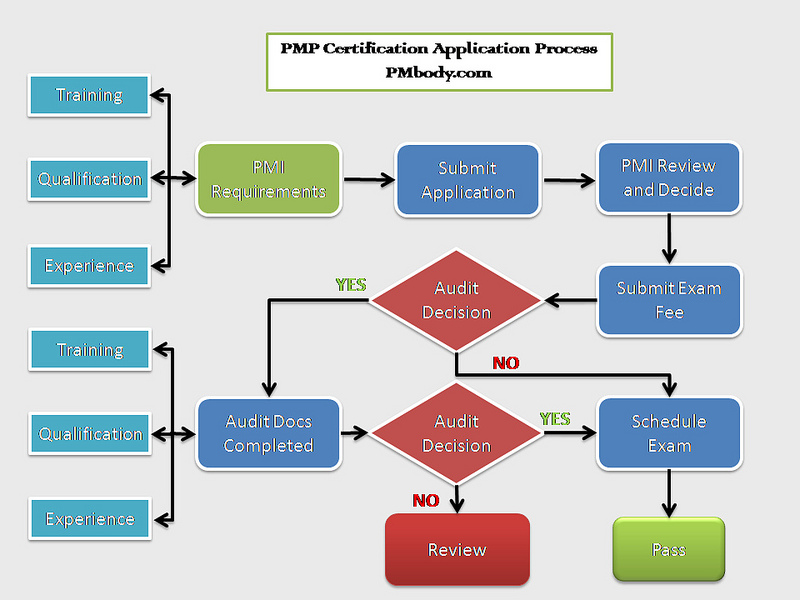 PMP Certification Application Process
PMbody.com
Training
Qualification
Experience
PMI
Requirements
Submit
Application
PMI Review
and Decide
Submit Exam
Fee
Audit
Decision
YES
NO
Training
Qualification
Experience
Audit Docs
Completed
Audit
Decision
YES
NO
Schedule
Exam
Review
Pass